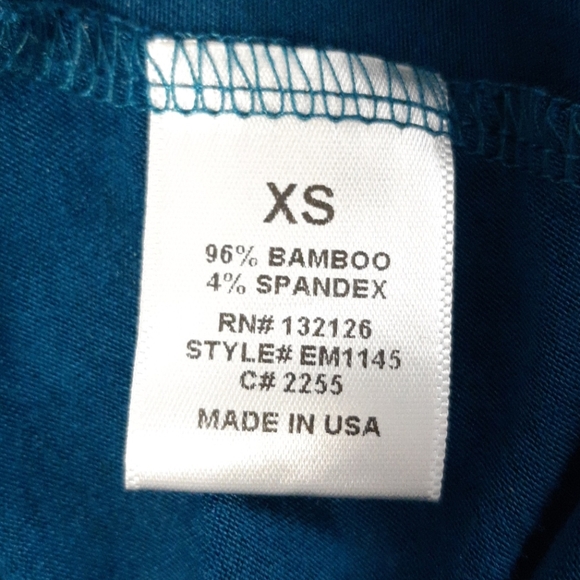 XS
96% BAMBOO
4% SPANDEX
RN# 132126
STYLE# EM1145
C# 2255
MADE IN USA